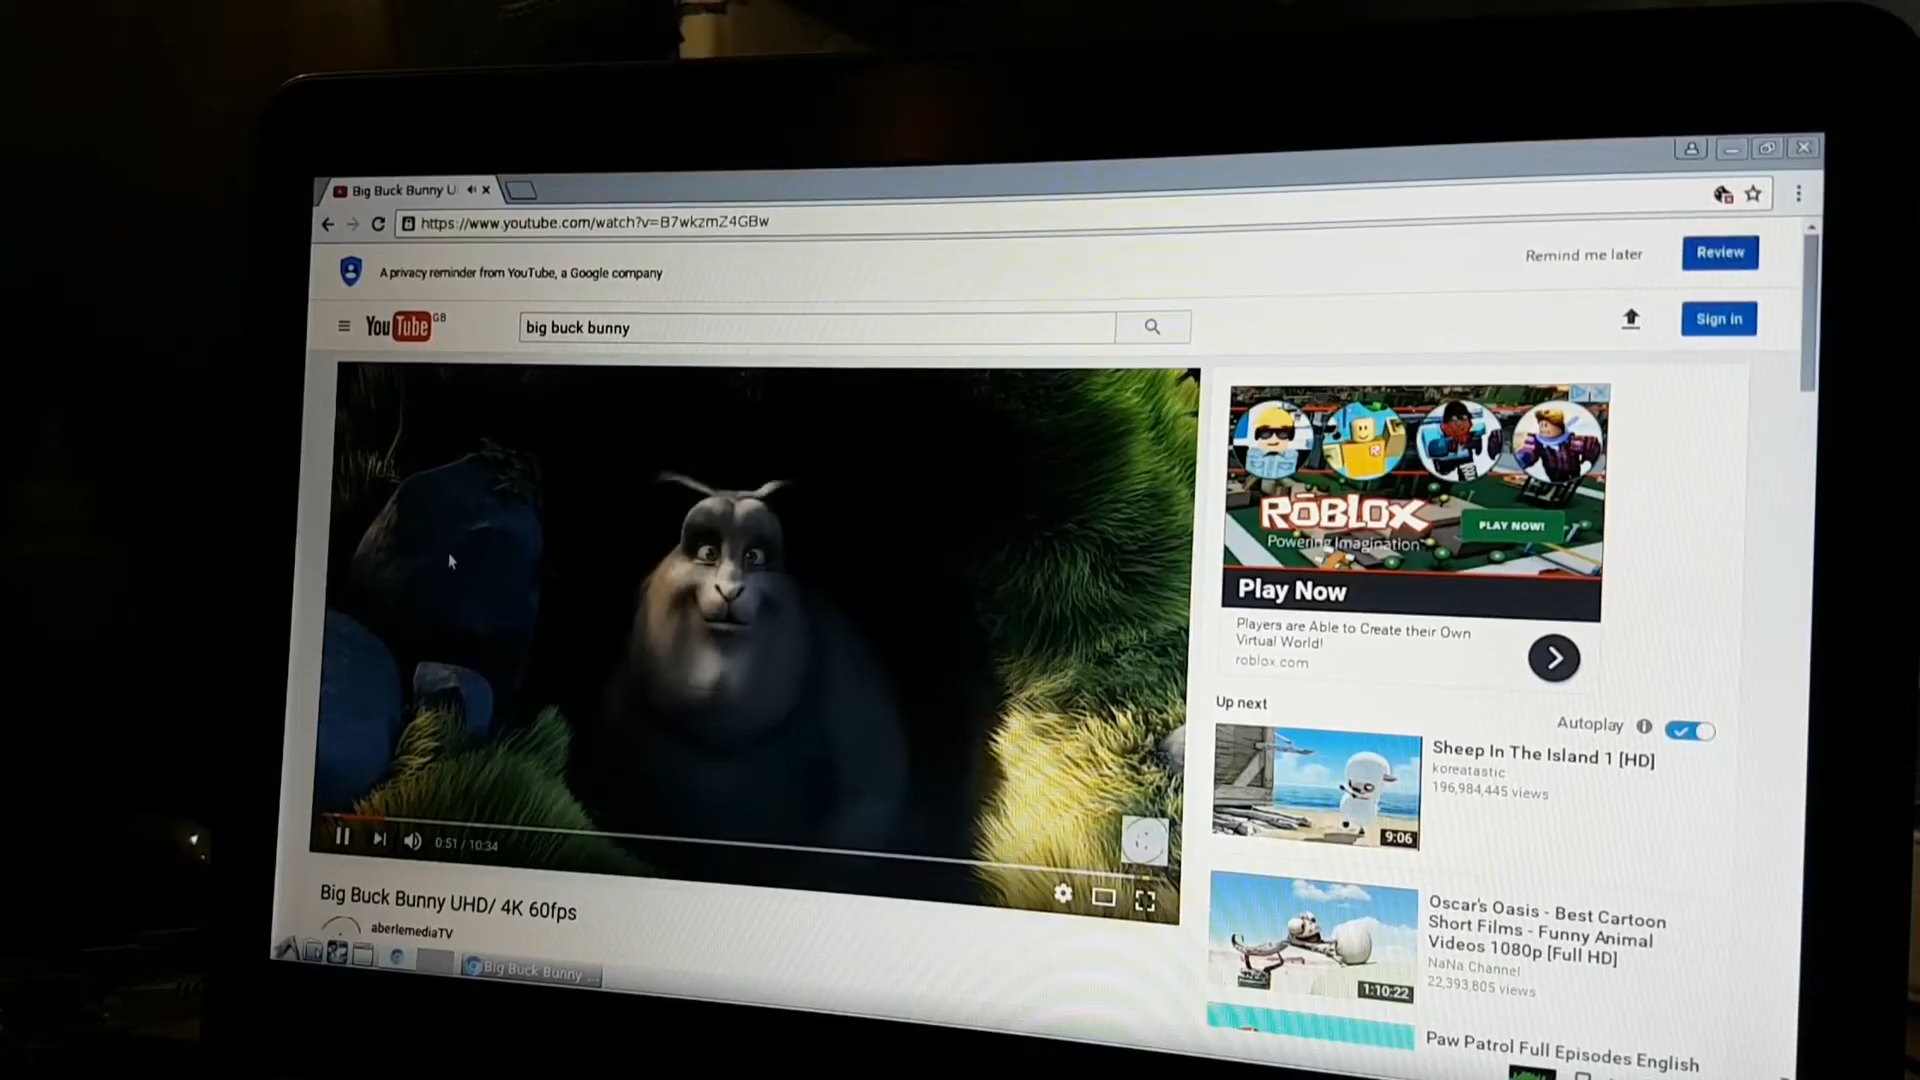 Big Buck Bunny U
https://www.youtube.com/watch?v=B7wkzmZ4GBw
A privacy reminder from YouTube, a Google company
Remind me later
Review
YouTube GB
big buck bunny
Sign in
ROBLOX
Powering Imagination
PLAY NOW!
Play Now
Players are Able to Create their Own
Virtual World!
roblox.com
Up next
Autoplay
Sheep In The Island 1 [HD]
koreatastic
196,984,445 views
9:06
0:51 / 10:34
Big Buck Bunny UHD/ 4K 60fps
aberlemediaTV
Oscar's Oasis - Best Cartoon
Short Films - Funny Animal
Videos 1080p [Full HD]
NaNa Channel
22,393,805 views
1:10:22
Big Buck Bunny ...
Paw Patrol Full Episodes English